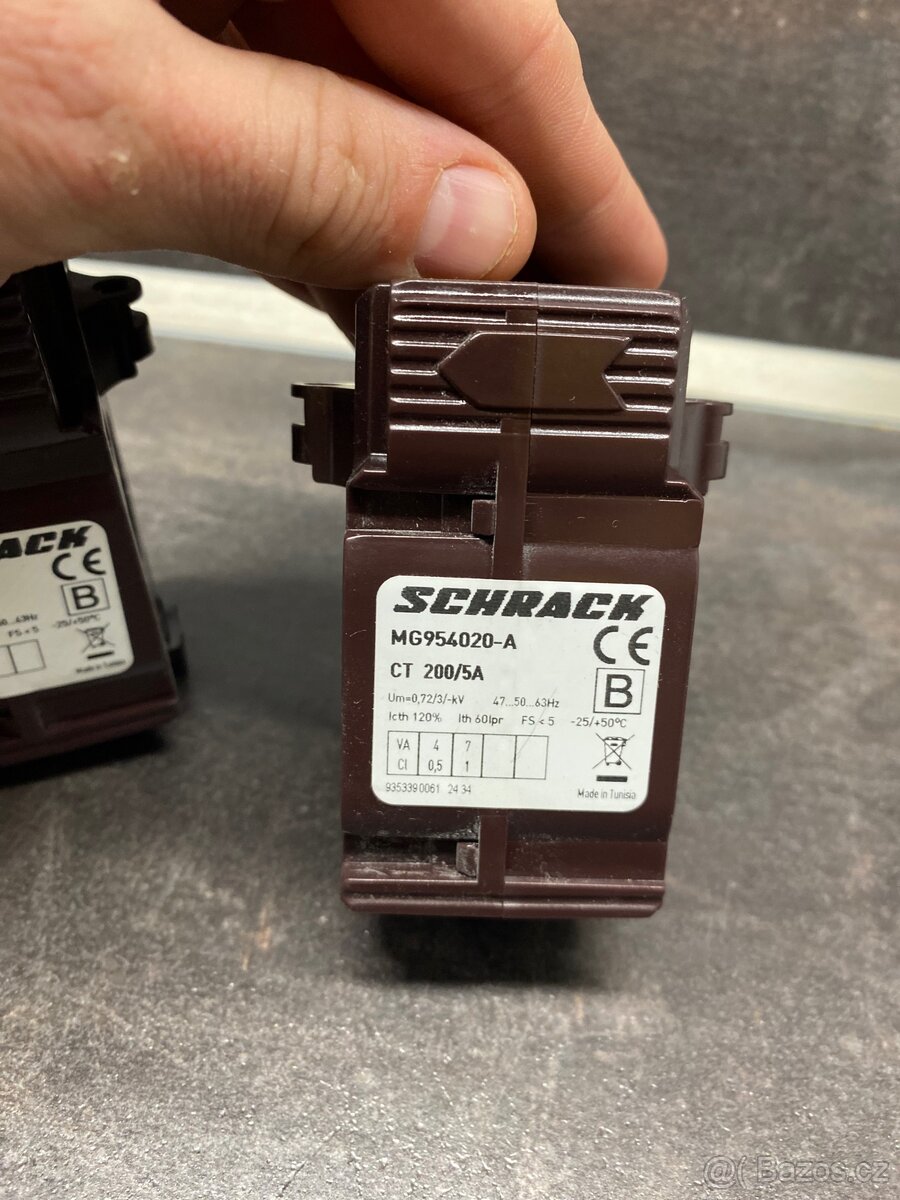 SCHRACK
MG954020-A
CE
CT 200/5A
B
Um=0,72/3/-kV 47...50...63Hz
Icth 120% Ith 60Ipr FS < 5 -25/+50°C
VA 4 7
Cl 0,5 1
9353390061 24 34
Made in Tunisia
ACK
CE
B
50...63Hz
FS < 5 -25/+50°C
Made in Tunisia
@( Bazos.cz